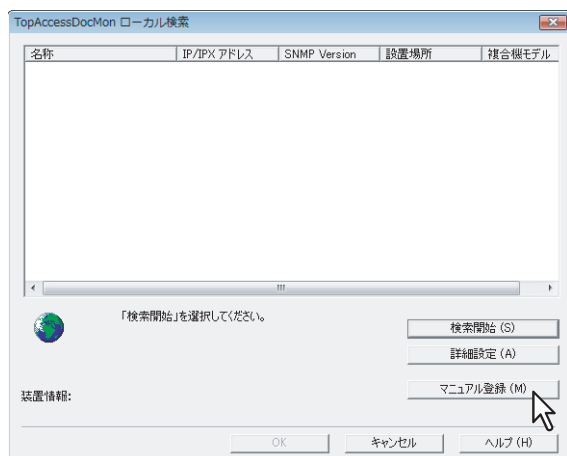 TopAccessDocMon ローカル検索
名称 IP/IPX アドレス SNMP Version 設置場所 複合機モデル
「検索開始」を選択してください。
検索開始 (S)
詳細設定 (A)
マニュアル登録 (M)
装置情報:
OK キャンセル ヘルプ (H)